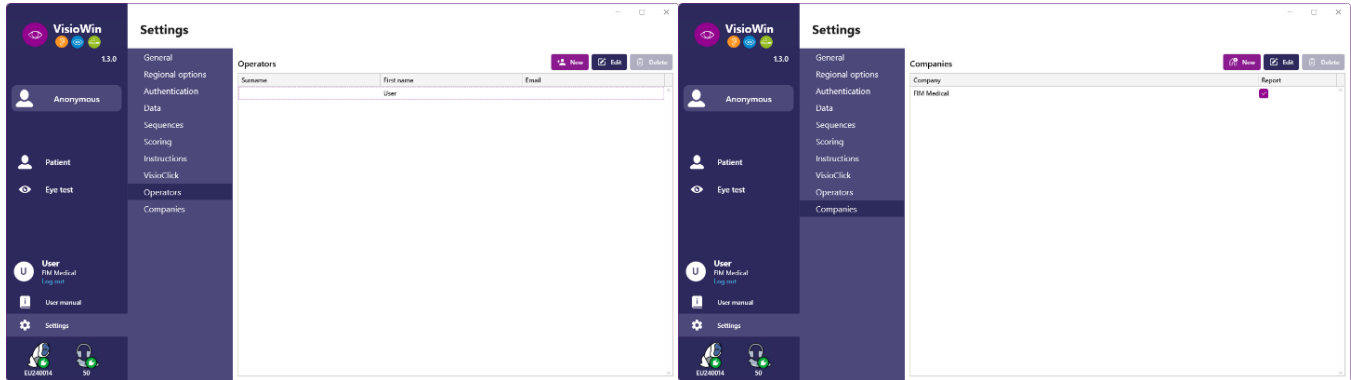 VisioWin
1.3.0
Anonymous
Patient
Eye test
User
FIM Medical
Log out
User manual
Settings
EU240014
50
Settings
General
Regional options
Authentication
Data
Sequences
Scoring
Instructions
VisioClick
Operators
Companies
Operators
New
Edit
Delete
Surname
First name
Email
User
VisioWin
1.3.0
Anonymous
Patient
Eye test
User
FIM Medical
Log out
User manual
Settings
EU240014
50
Settings
General
Regional options
Authentication
Data
Sequences
Scoring
Instructions
VisioClick
Operators
Companies
Companies
New
Edit
Delete
Company
Report
FIM Medical